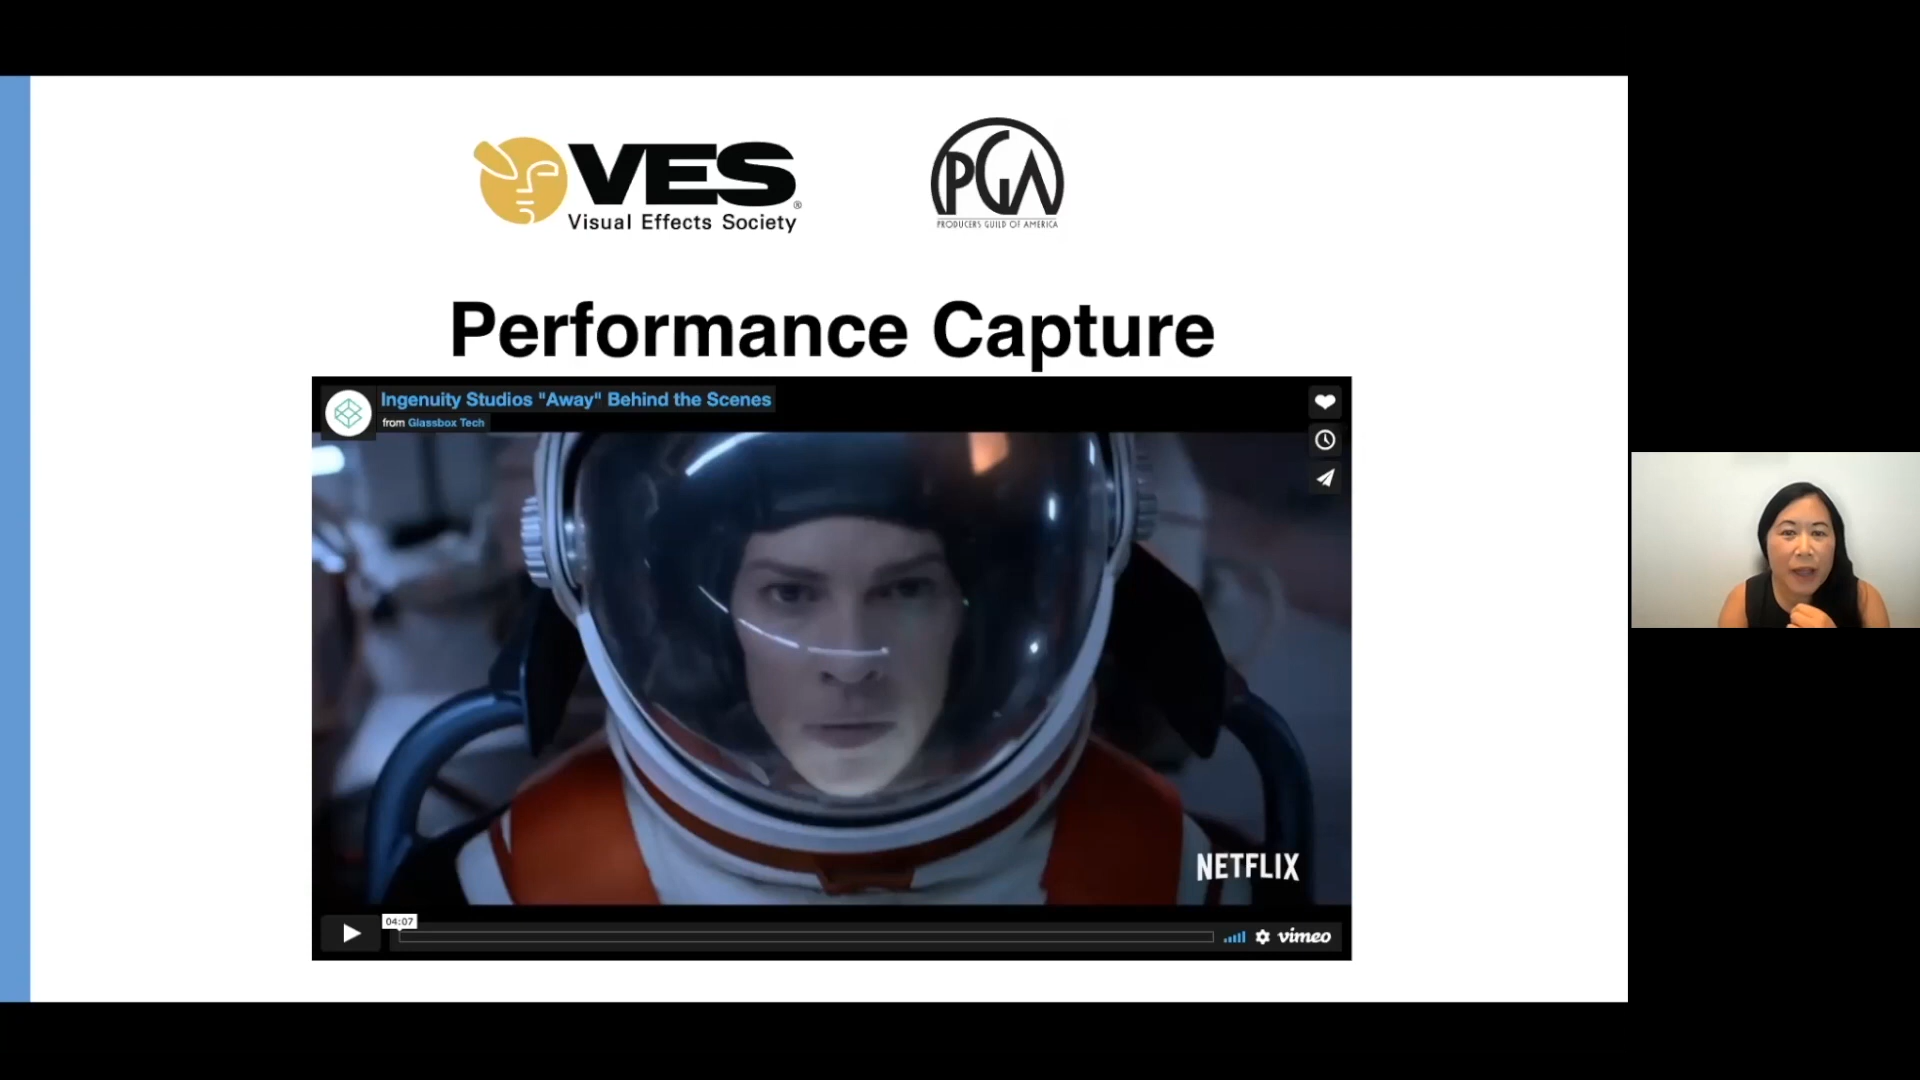 VES®
Visual Effects Society
PGA
PRODUCERS GUILD OF AMERICA
Performance Capture
Ingenuity Studios "Away" Behind the Scenes
from Glassbox Tech
NETFLIX
04:07
vimeo